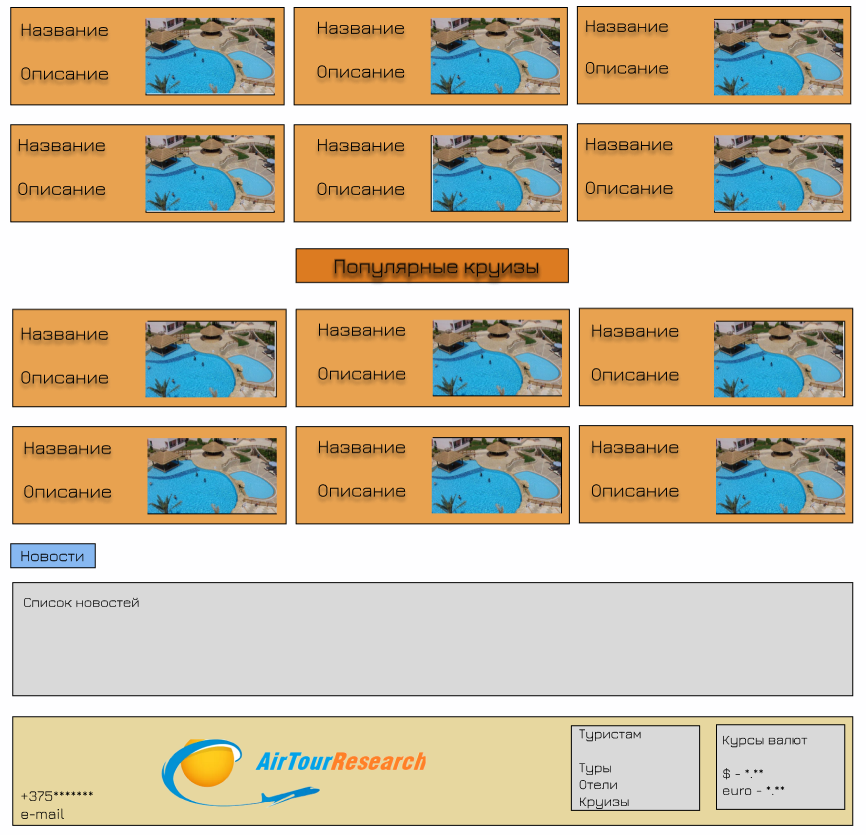 Название Название Название
Описание Описание Описание
Название Название Название
Описание Описание Описание
Популярные круизы
Название Название Название
Описание Описание Описание
Название Название Название
Описание Описание Описание
Новости
Список новостей
AirTourResearch
+375*******
e-mail
Туристам
Туры
Отели
Круизы
Курсы валют
$ - *.**
euro - *.**